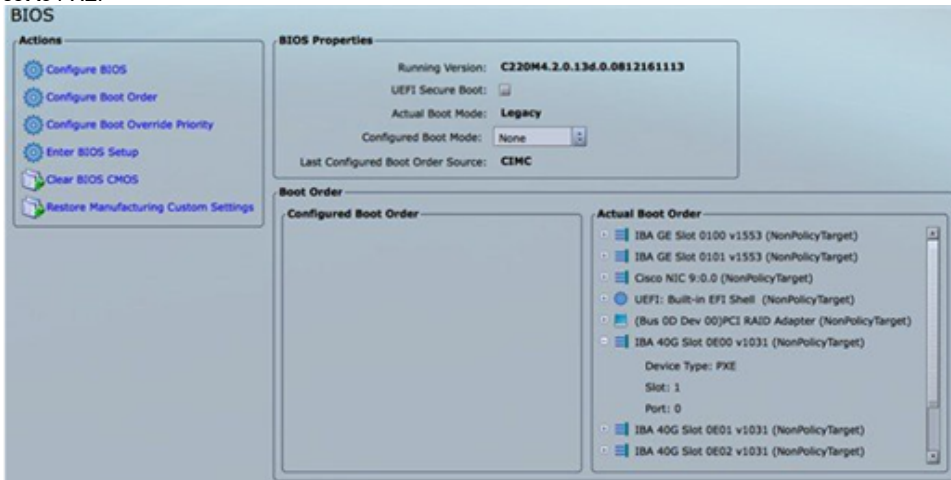 BIOS
Actions
Configure BIOS
Configure Boot Order
Configure Boot Override Priority
Enter BIOS Setup
Clear BIOS CMOS
Restore Manufacturing Custom Settings
BIOS Properties
Running Version: C220M4.2.0.13d.0.0812161113
UEFI Secure Boot:
Actual Boot Mode: Legacy
Configured Boot Mode: None
Last Configured Boot Order Source: CIMC
Boot Order
Configured Boot Order
Actual Boot Order
IBA GE Slot 0100 v1553 (NonPolicyTarget)
IBA GE Slot 0101 v1553 (NonPolicyTarget)
Cisco NIC 9:0.0 (NonPolicyTarget)
UEFI: Built-in EFI Shell (NonPolicyTarget)
(Bus 0D Dev 00)PCI RAID Adapter (NonPolicyTarget)
IBA 40G Slot 0E00 v1031 (NonPolicyTarget)
Device Type: PXE
Slot: 1
Port: 0
IBA 40G Slot 0E01 v1031 (NonPolicyTarget)
IBA 40G Slot 0E02 v1031 (NonPolicyTarget)